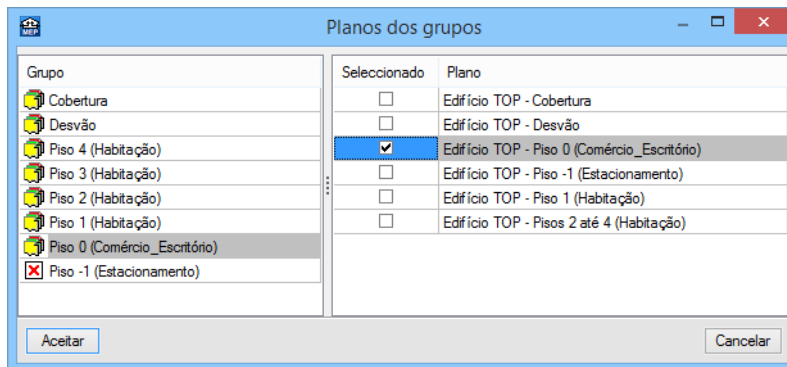 MEP
Planos dos grupos
Grupo
Cobertura
Desvão
Piso 4 (Habitação)
Piso 3 (Habitação)
Piso 2 (Habitação)
Piso 1 (Habitação)
Piso 0 (Comércio_Escritório)
Piso -1 (Estacionamento)
Seleccionado Plano
Edifício TOP - Cobertura
Edifício TOP - Desvão
Edifício TOP - Piso 0 (Comércio_Escritório)
Edifício TOP - Piso -1 (Estacionamento)
Edifício TOP - Piso 1 (Habitação)
Edifício TOP - Pisos 2 até 4 (Habitação)
Aceitar
Cancelar